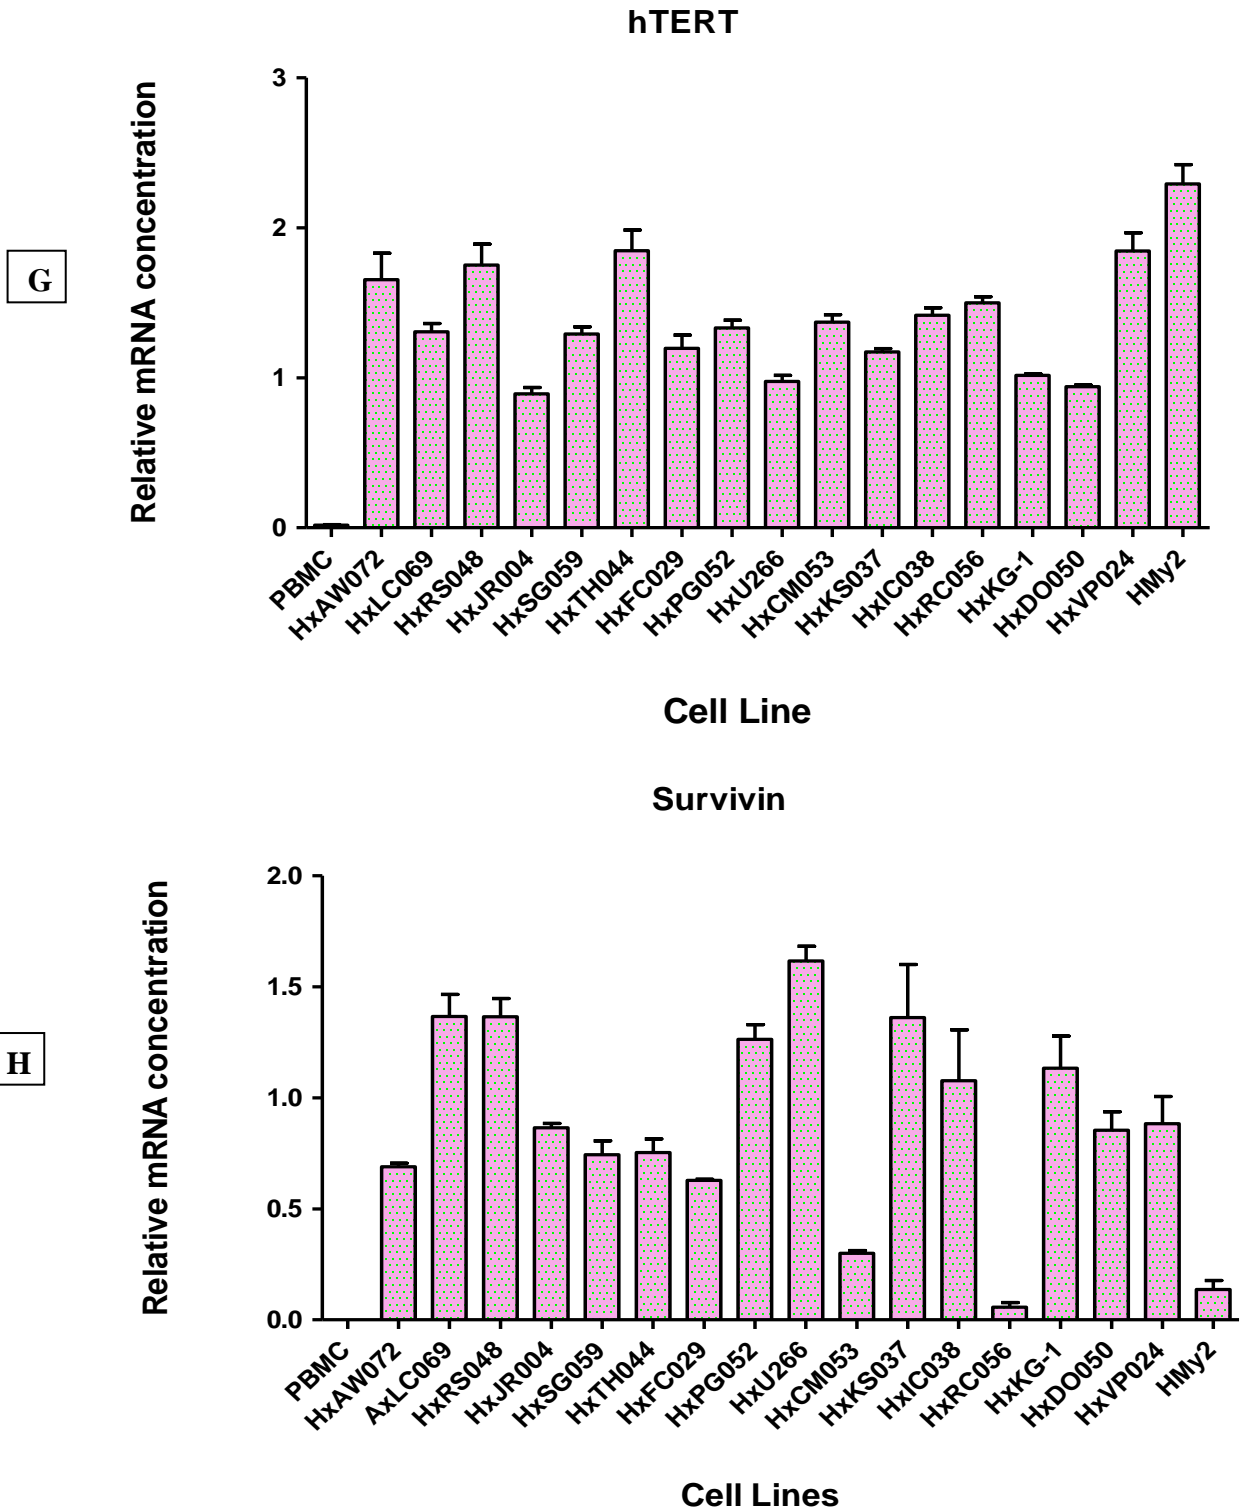 hTERT
G
Relative mRNA concentration
3
2
1
0
PBMC
HxAW072
HxLC069
HxRS048
HxJR004
HxSG059
HxTH044
HxFC029
HxPG052
HxU266
HxCM053
HxKS037
HxIC038
HxRC056
HxKG-1
HxDO050
HxVP024
HMy2
Cell Line
Survivin
H
Relative mRNA concentration
2.0
1.5
1.0
0.5
0.0
PBMC
HxAW072
AxLC069
HxRS048
HxJR004
HxSG059
HxTH044
HxFC029
HxPG052
HxU266
HxCM053
HxKS037
HxIC038
HxRC056
HxKG-1
HxDO050
HxVP024
HMy2
Cell Lines